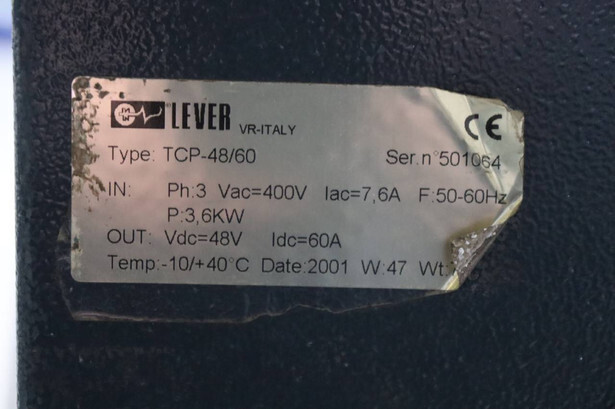 LEVER VR-ITALY CE
Type: TCP-48/60 Ser.n°501064
IN: Ph:3 Vac=400V Iac=7,6A F:50-60Hz
P:3,6KW
OUT: Vdc=48V Idc=60A
Temp:-10/+40°C Date:2001 W:47 Wt: